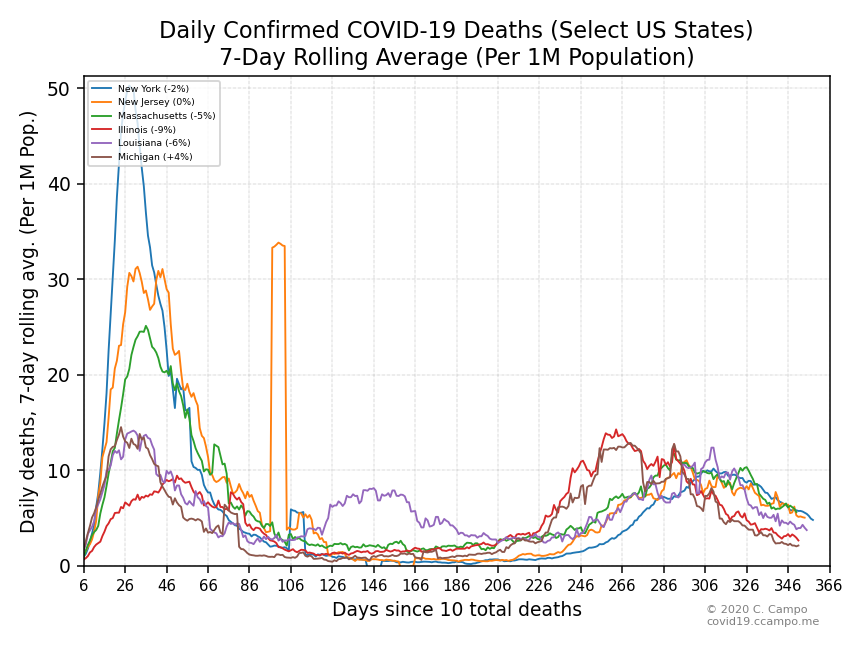 Daily Confirmed COVID-19 Deaths (Select US States)
7-Day Rolling Average (Per 1M Population)
Daily deaths, 7-day rolling avg. (Per 1M Pop.)
50
40
30
20
10
0
New York (-2%)
New Jersey (0%)
Massachusetts (-5%)
Illinois (-9%)
Louisiana (-6%)
Michigan (+4%)
6 26 46 66 86 106 126 146 166 186 206 226 246 266 286 306 326 346 366
Days since 10 total deaths
© 2020 C. Campo
covid19.ccampo.me